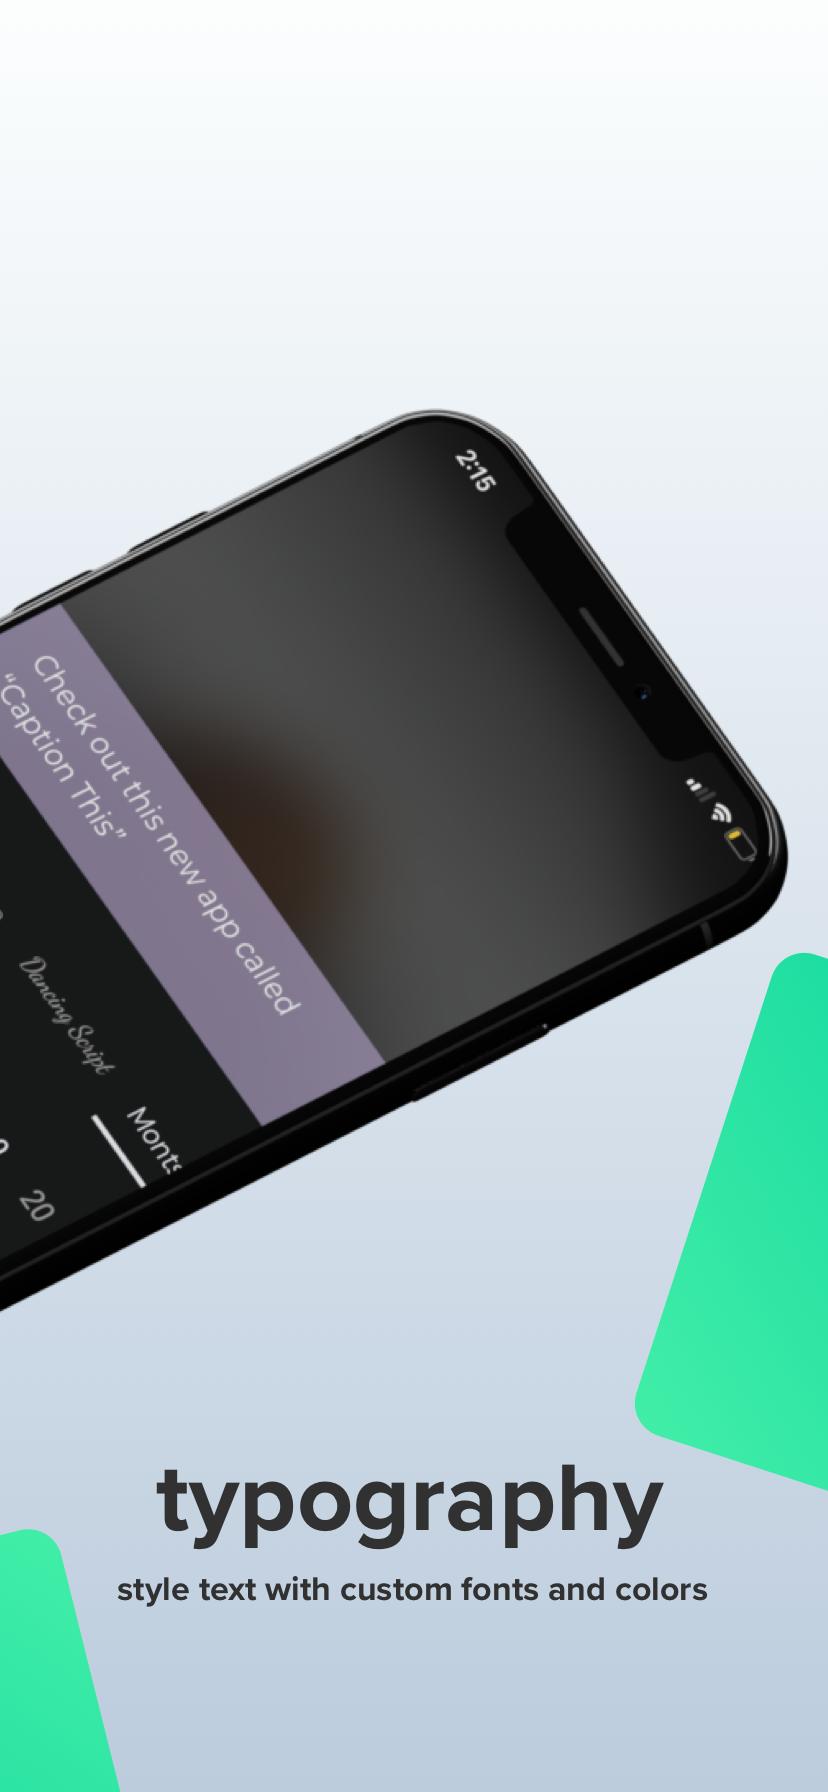 2:15
Check out this new app called
“Caption This”
Dancing Script
20
typography
style text with custom fonts and colors